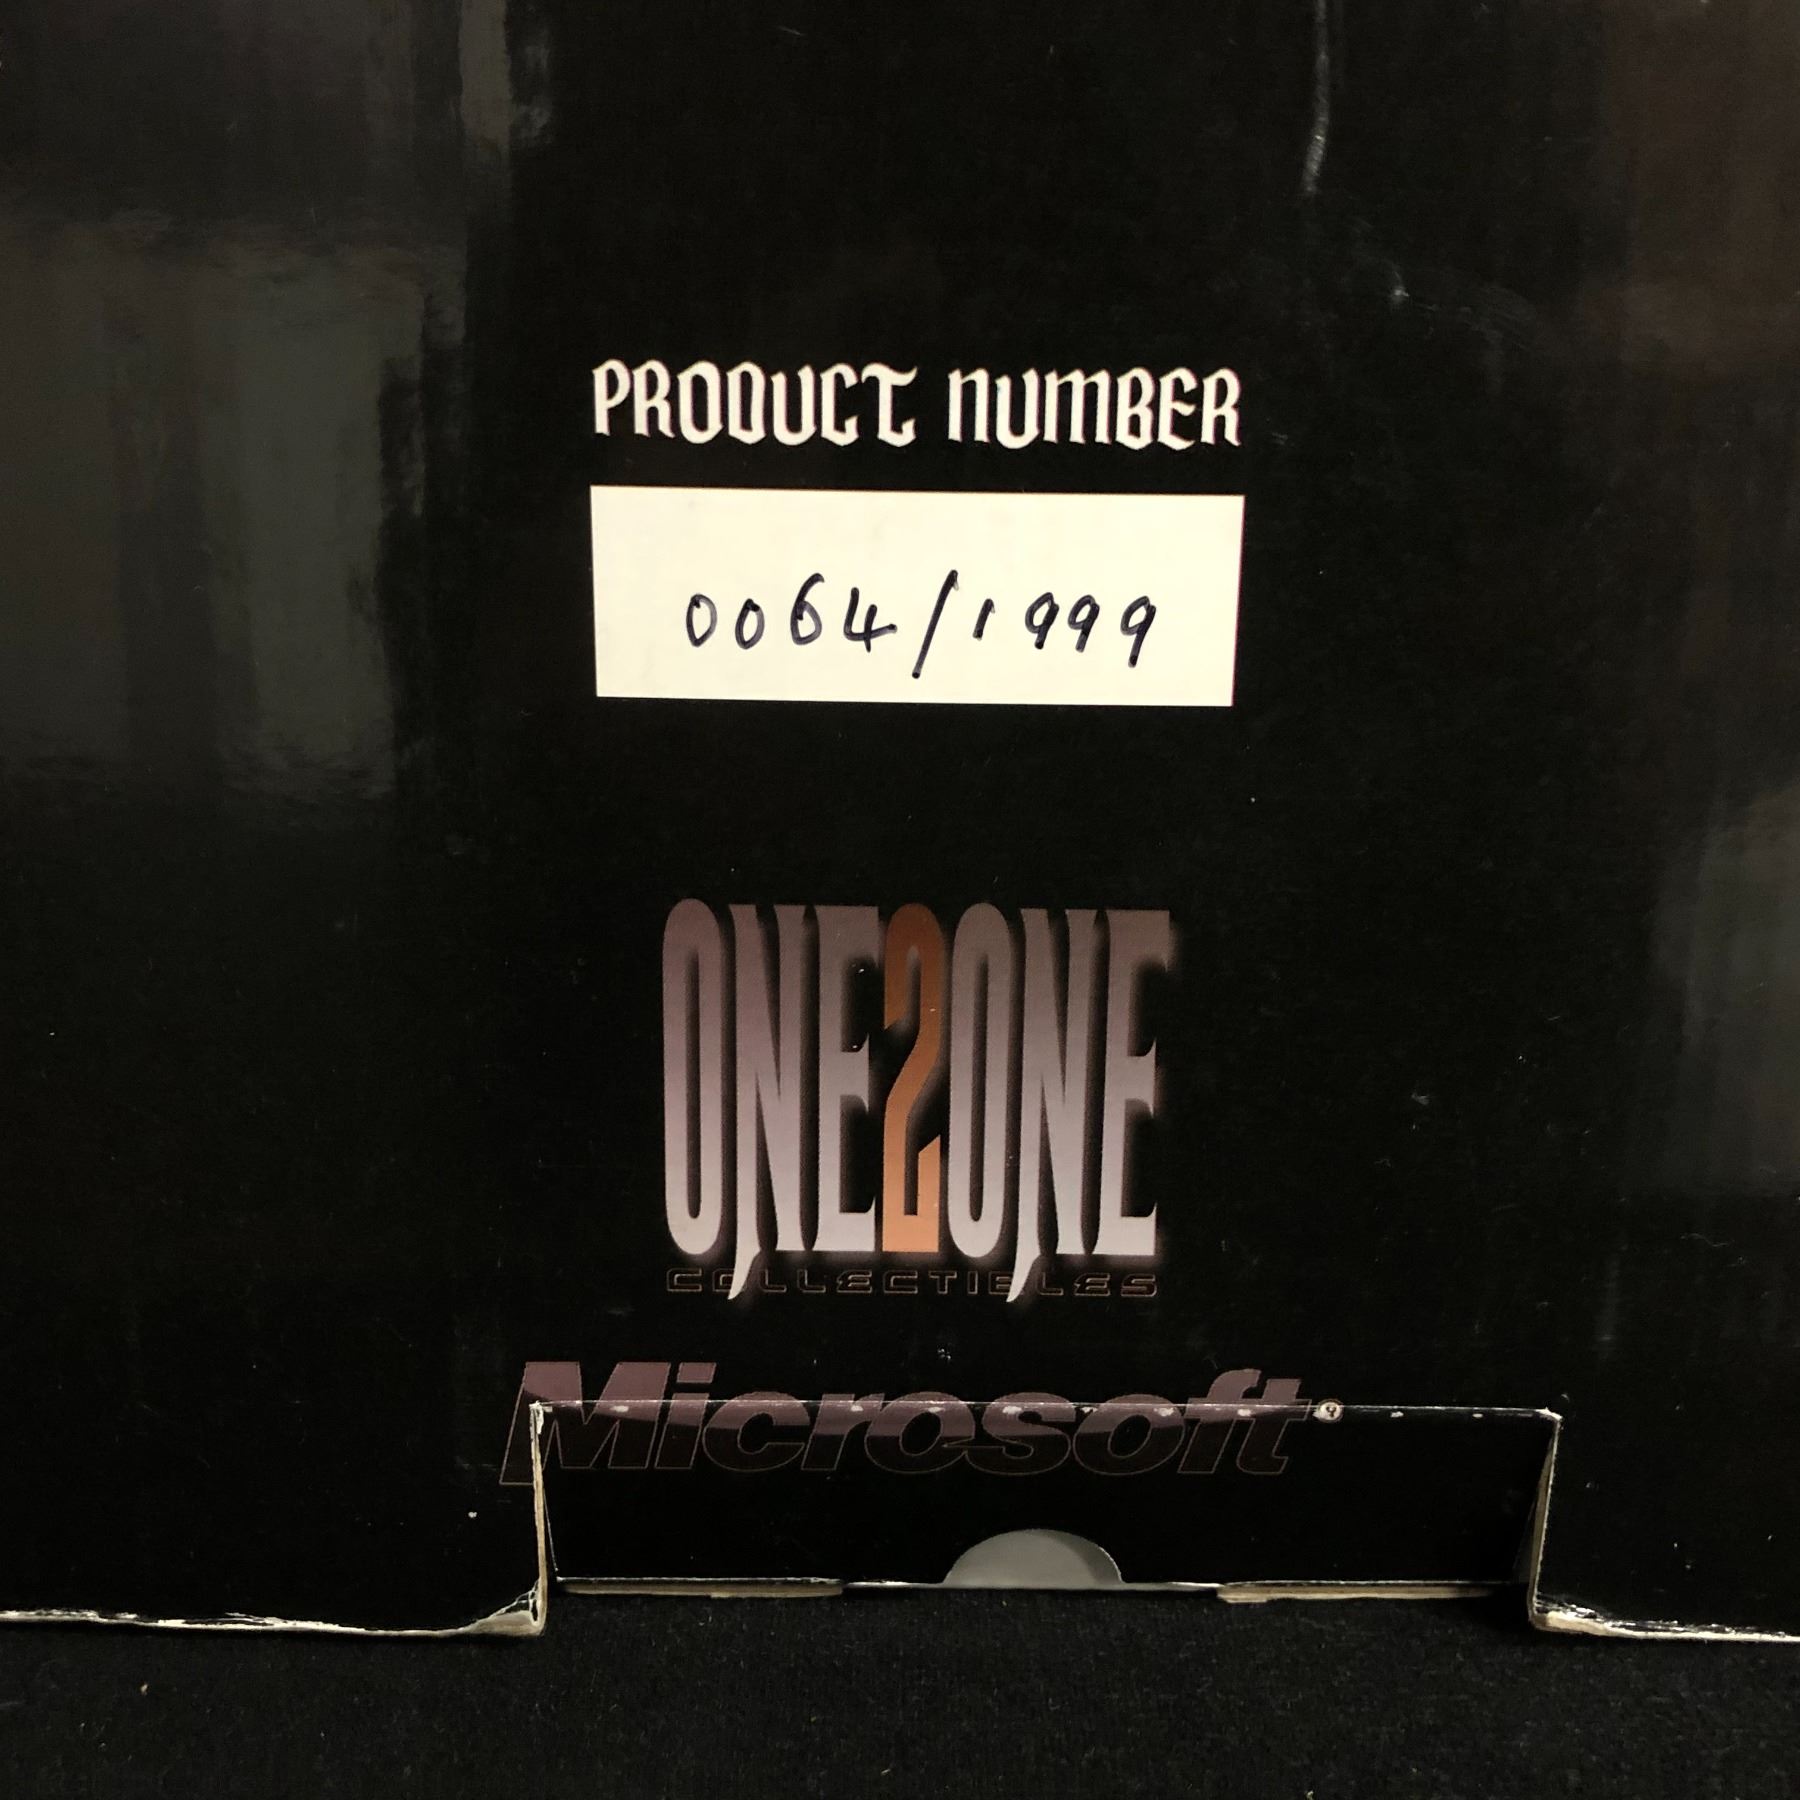 PRODUCT NUMBER
0064/1999
ONE2ONE
COLLECTIBLES
Microsoft®